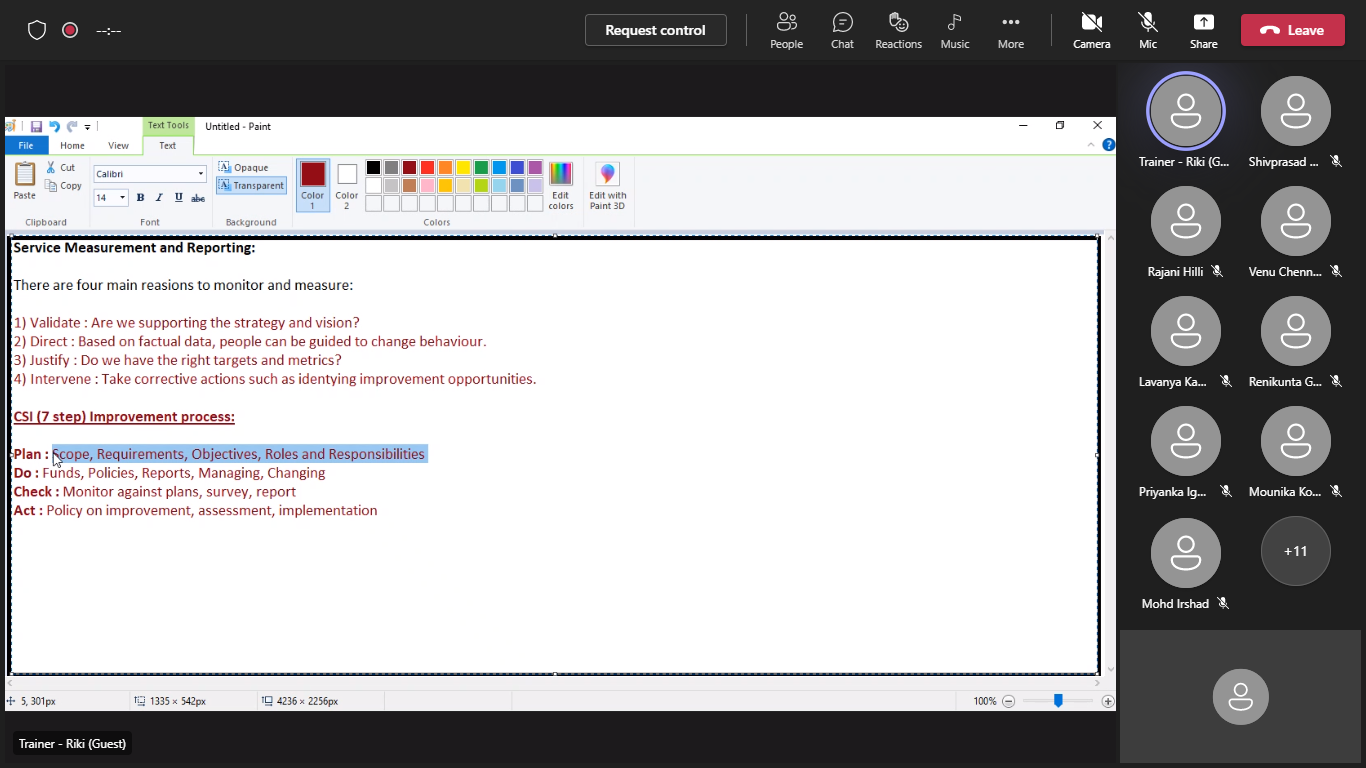 --:--
Request control
People
Chat
Reactions
Music
More
Camera
Mic
Share
Leave
Text Tools
Untitled - Paint
File
Home
View
Text
Paste
Cut
Copy
Clipboard
Calibri
14
B I U abc
Font
Opaque
Transparent
Background
Color 1
Color 2
Edit colors
Colors
Edit with Paint 3D
Service Measurement and Reporting:
There are four main reasions to monitor and measure:
1) Validate : Are we supporting the strategy and vision?
2) Direct : Based on factual data, people can be guided to change behaviour.
3) Justify : Do we have the right targets and metrics?
4) Intervene : Take corrective actions such as identying improvement opportunities.
CSI (7 step) Improvement process:
Plan : Scope, Requirements, Objectives, Roles and Responsibilities
Do : Funds, Policies, Reports, Managing, Changing
Check : Monitor against plans, survey, report
Act : Policy on improvement, assessment, implementation
5, 301px
1335 × 542px
4236 × 2256px
100%
Trainer - Riki (Guest)
Trainer - Riki (G...
Shivprasad ...
Rajani Hilli
Venu Chenn...
Lavanya Ka...
Renikunta G...
Priyanka Ig...
Mounika Ko...
Mohd Irshad
+11